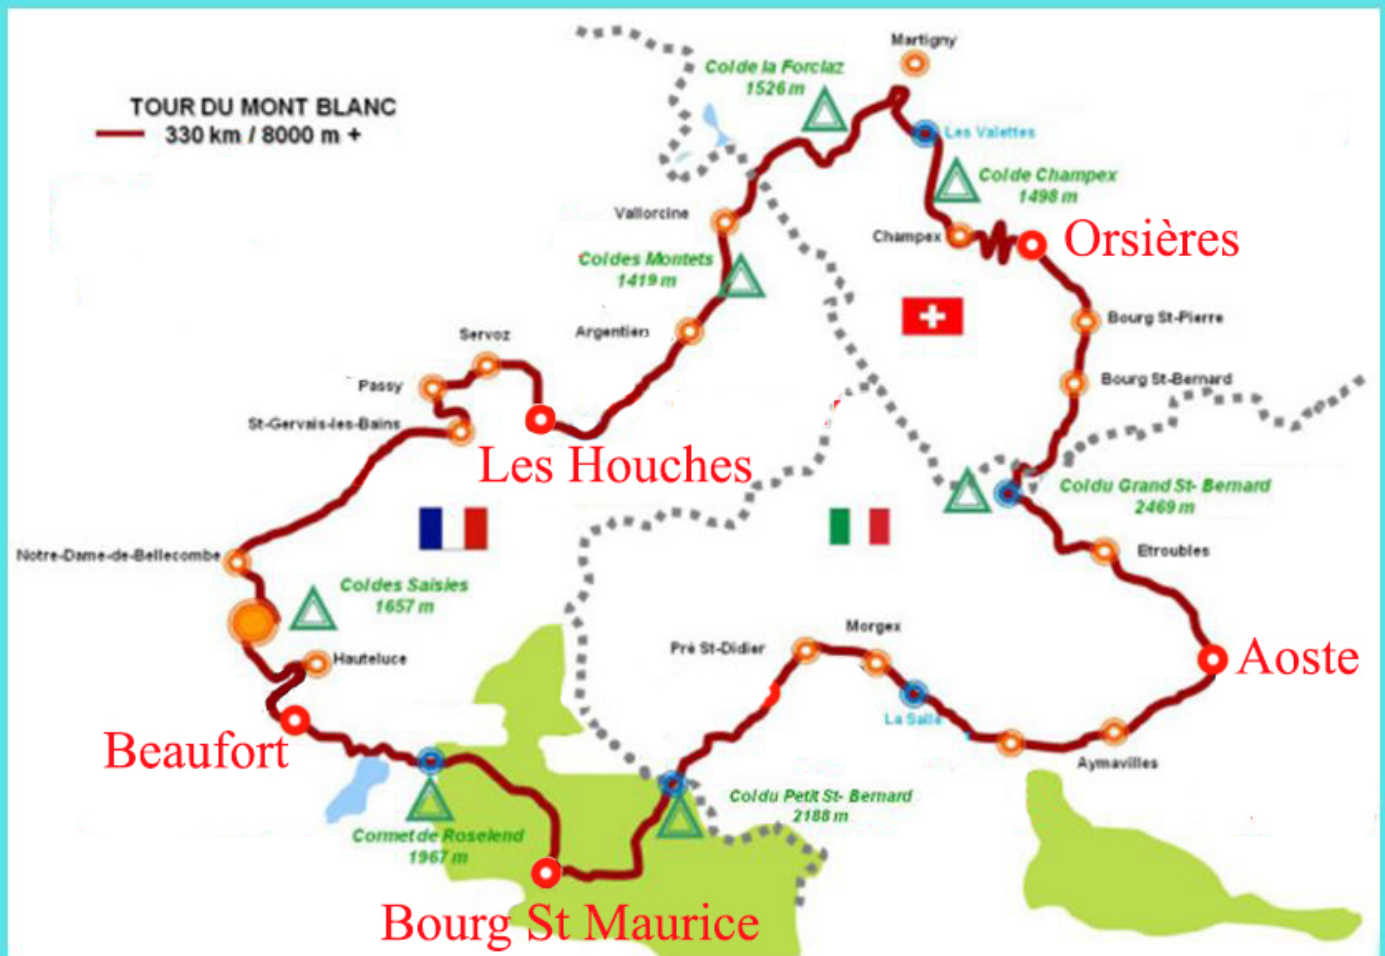 Martigny
Col de la Forclaz
1526 m
TOUR DU MONT BLANC
330 km / 8000 m +
Les Valettes
Col de Champex
1498 m
Vallorcine
Champex
Orsières
Col des Montets
1419 m
Bourg St-Pierre
Servoz
Argentien
Passy
Bourg St-Bernard
St-Gervais-les-Bains
Les Houches
Col du Grand St- Bernard
2469 m
Notre-Dame-de-Bellecombe
Etroubles
Col des Saisies
1657 m
Morgex
Pré St-Didier
Hauteluce
Aoste
La Salle
Beaufort
Aymavilles
Col du Petit St- Bernard
2188 m
Cormet de Roselend
1967 m
Bourg St Maurice